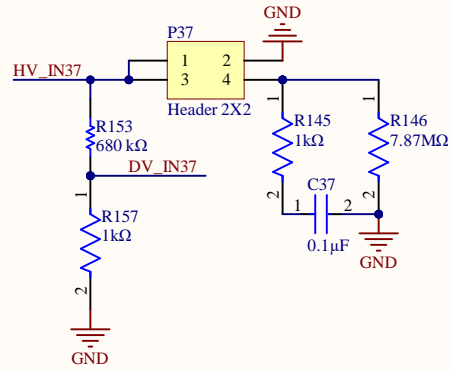 GND
P37
HV_IN37
1 2
3 4
Header 2X2
1
1
R153
680 kΩ
R145
1kΩ
R146
7.87MΩ
DV_IN37
2
2
C37
1
R157
1kΩ
1 2
0.1µF
2
GND
GND